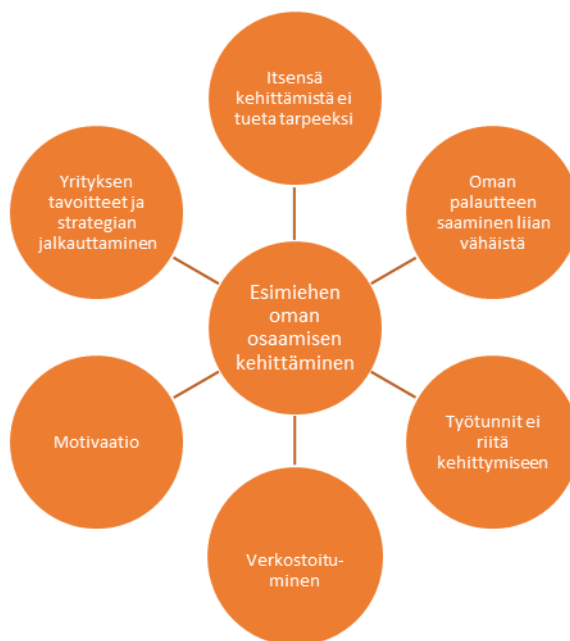 Itsensä
kehittämistä ei
tueta tarpeeksi
Yrityksen
tavoitteet ja
strategian
jalkauttaminen
Oman
palautteen
saaminen liian
vähäistä
Esimiehen
oman
osaamisen
kehittäminen
Motivaatio
Työtunnit ei
riitä
kehittymiseen
Verkostoitu-
minen